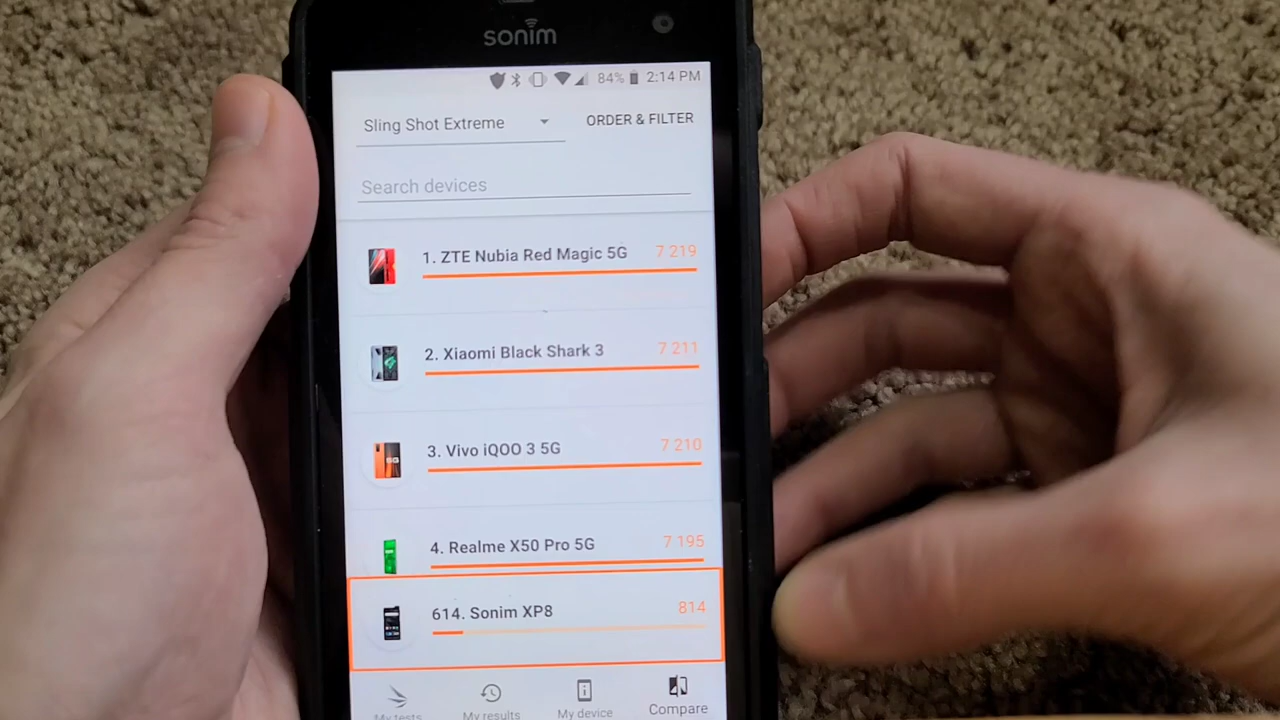 sonim
84% 2:14 PM
Sling Shot Extreme ORDER & FILTER
Search devices
1. ZTE Nubia Red Magic 5G 7 219
2. Xiaomi Black Shark 3 7 211
3. Vivo iQOO 3 5G 7 210
4. Realme X50 Pro 5G 7 195
614. Sonim XP8 814
My tests My results My device Compare